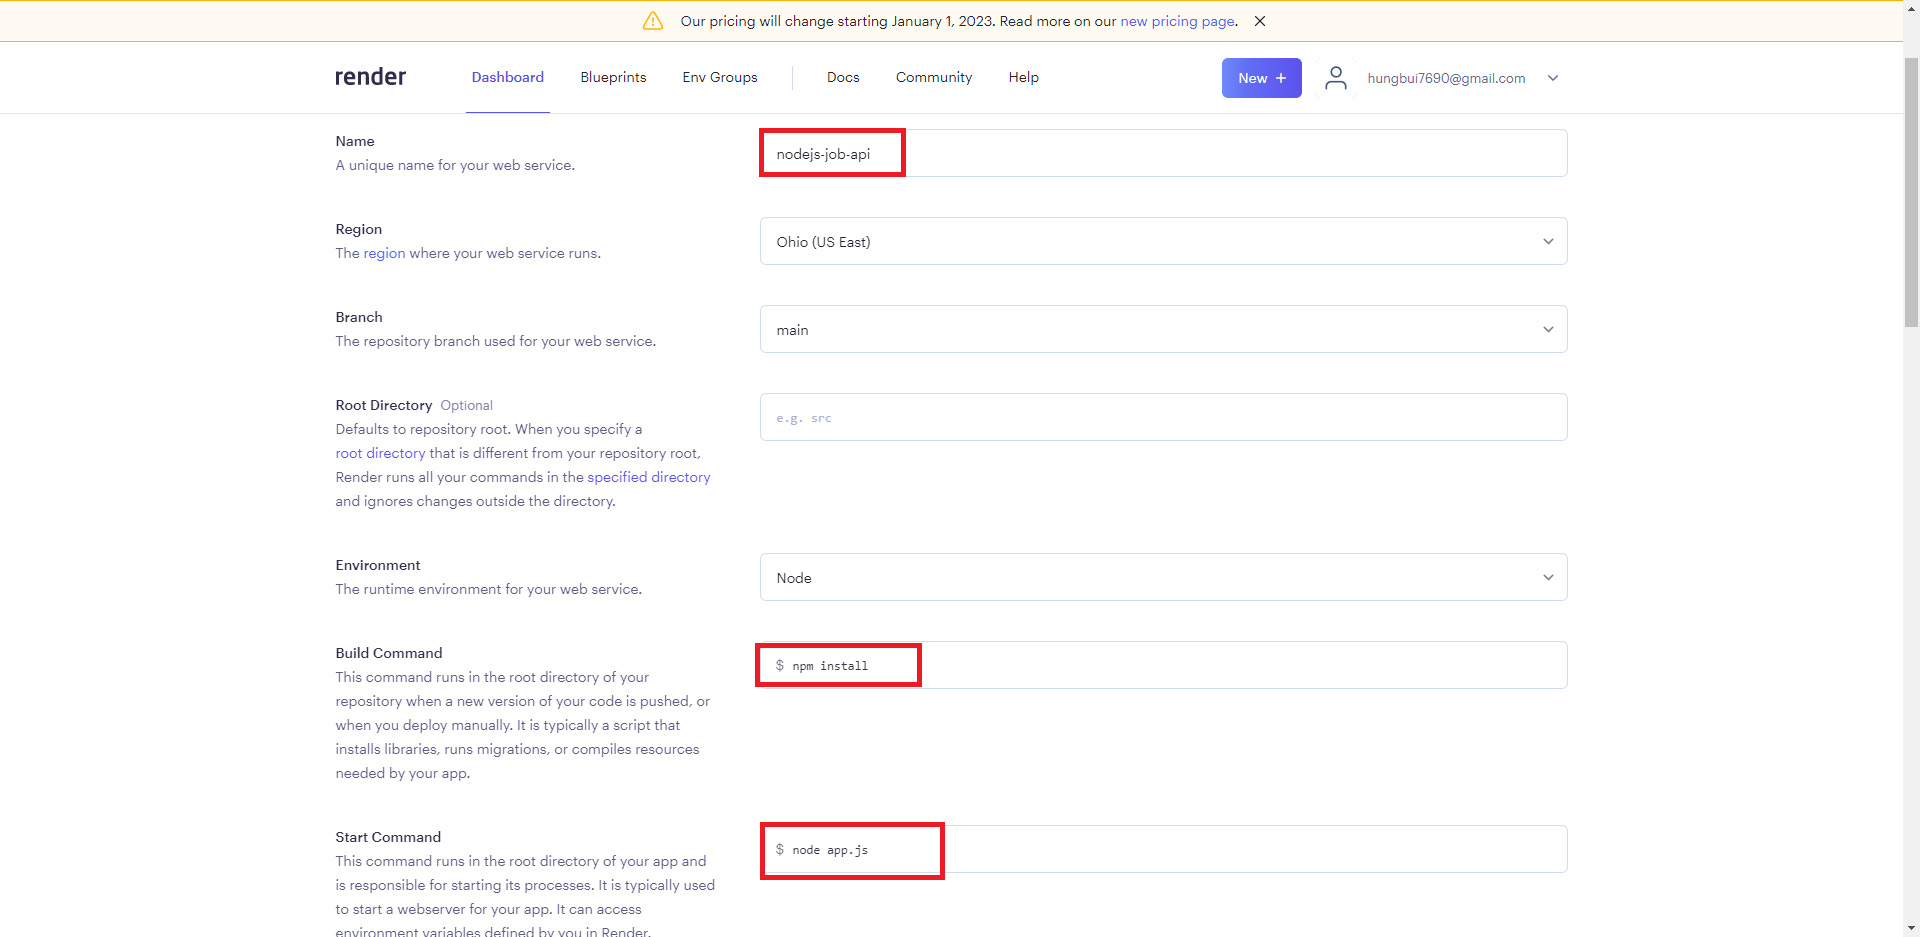 Our pricing will change starting January 1, 2023. Read more on our new pricing page.
render Dashboard Blueprints Env Groups Docs Community Help New + hungbui7690@gmail.com
Name
A unique name for your web service.
nodejs-job-api
Region
The region where your web service runs.
Ohio (US East)
Branch
The repository branch used for your web service.
main
Root Directory Optional
Defaults to repository root. When you specify a
root directory that is different from your repository root,
Render runs all your commands in the specified directory
and ignores changes outside the directory.
e.g. src
Environment
The runtime environment for your web service.
Node
Build Command
This command runs in the root directory of your
repository when a new version of your code is pushed, or
when you deploy manually. It is typically a script that
installs libraries, runs migrations, or compiles resources
needed by your app.
$ npm install
Start Command
This command runs in the root directory of your app and
is responsible for starting its processes. It is typically used
to start a webserver for your app. It can access
environment variables defined by you in Render.
$ node app.js